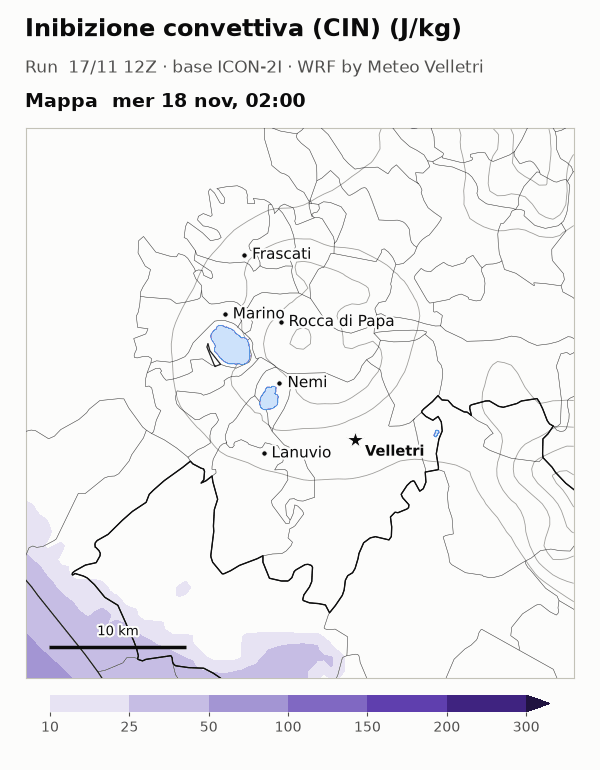 Inibizione convettiva (CIN) (J/kg)
Run  17/11 12Z · base ICON-2I · WRF by Meteo Velletri
Mappa  mer 18 nov, 02:00
Frascati
Marino
Rocca di Papa
Nemi
Velletri
Lanuvio
10 km
10 25 50 100 150 200 300